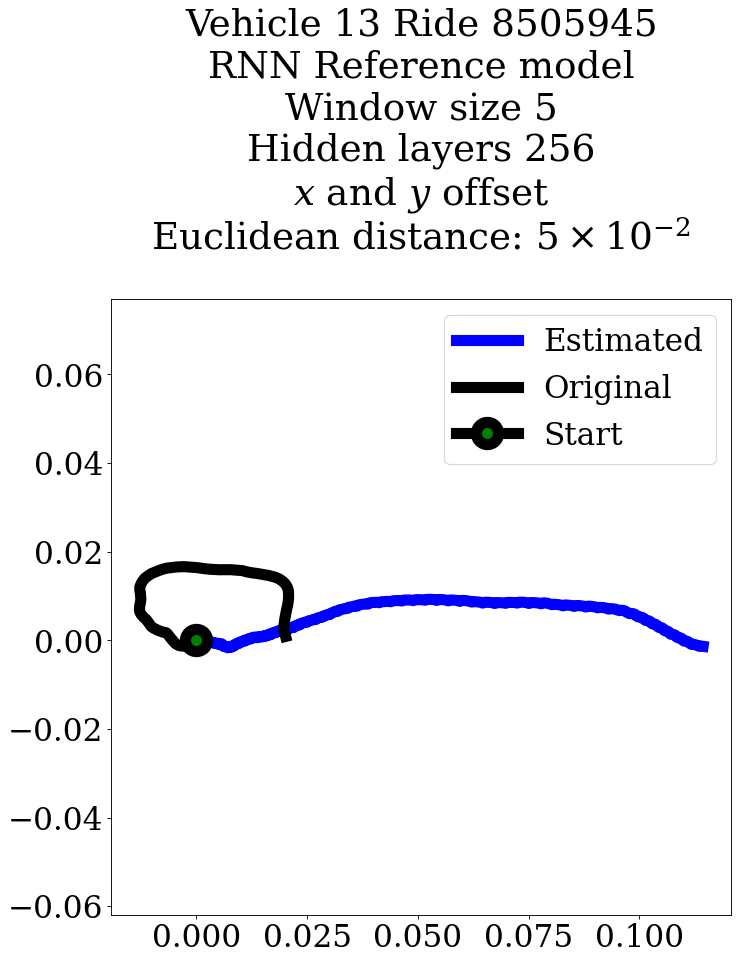 Vehicle 13 Ride 8505945
RNN Reference model
Window size 5
Hidden layers 256
x and y offset
Euclidean distance: 5 × 10⁻²
Estimated
Original
Start
0.06
0.04
0.02
0.00
−0.02
−0.04
−0.06
0.000 0.025 0.050 0.075 0.100